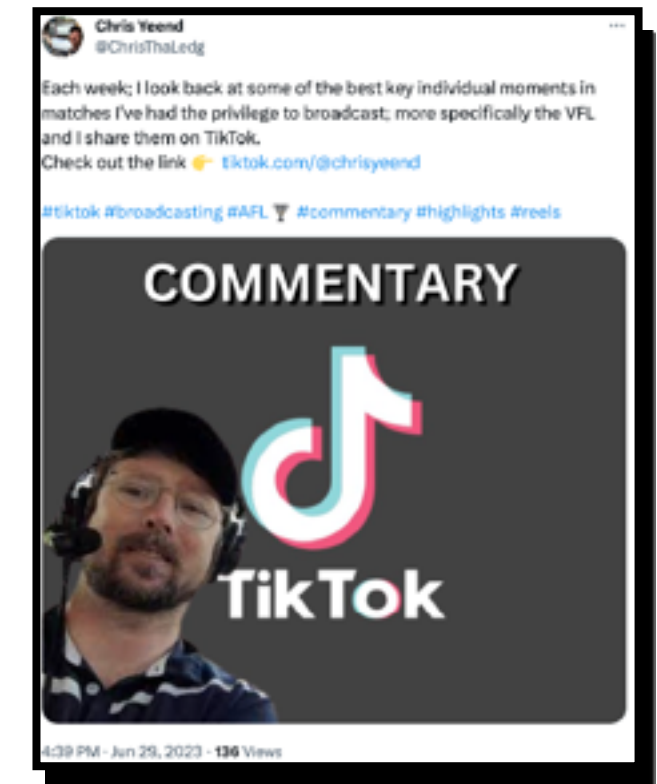 Chris Yeend
@ChrisThaLedg
Each week; I look back at some of the best key individual moments in
matches I've had the privilege to broadcast; more specifically the VFL
and I share them on TikTok.
Check out the link 👉 tiktok.com/@chrisyeend
#tiktok #broadcasting #AFL 🏆 #commentary #highlights #reels
COMMENTARY
TikTok
4:39 PM · Jun 29, 2023 · 136 Views